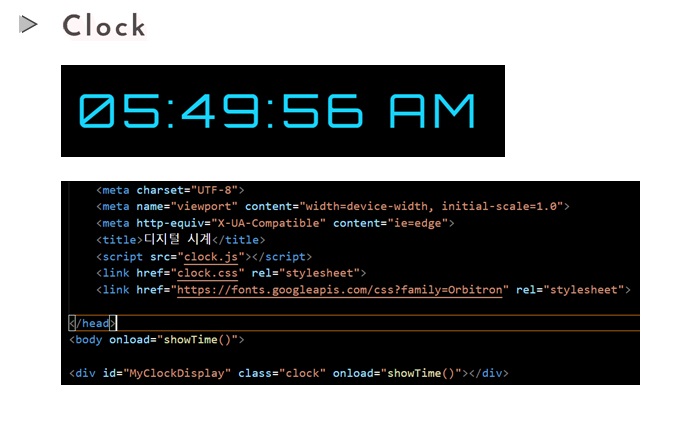 Clock
05:49:56 AM
<meta charset="UTF-8">
<meta name="viewport" content="width=device-width, initial-scale=1.0">
<meta http-equiv="X-UA-Compatible" content="ie=edge">
<title>디지털 시계</title>
<script src="clock.js"></script>
<link href="clock.css" rel="stylesheet">
<link href="https://fonts.googleapis.com/css?family=Orbitron" rel="stylesheet">
</head>
<body onload="showTime()">
<div id="MyClockDisplay" class="clock" onload="showTime()"></div>